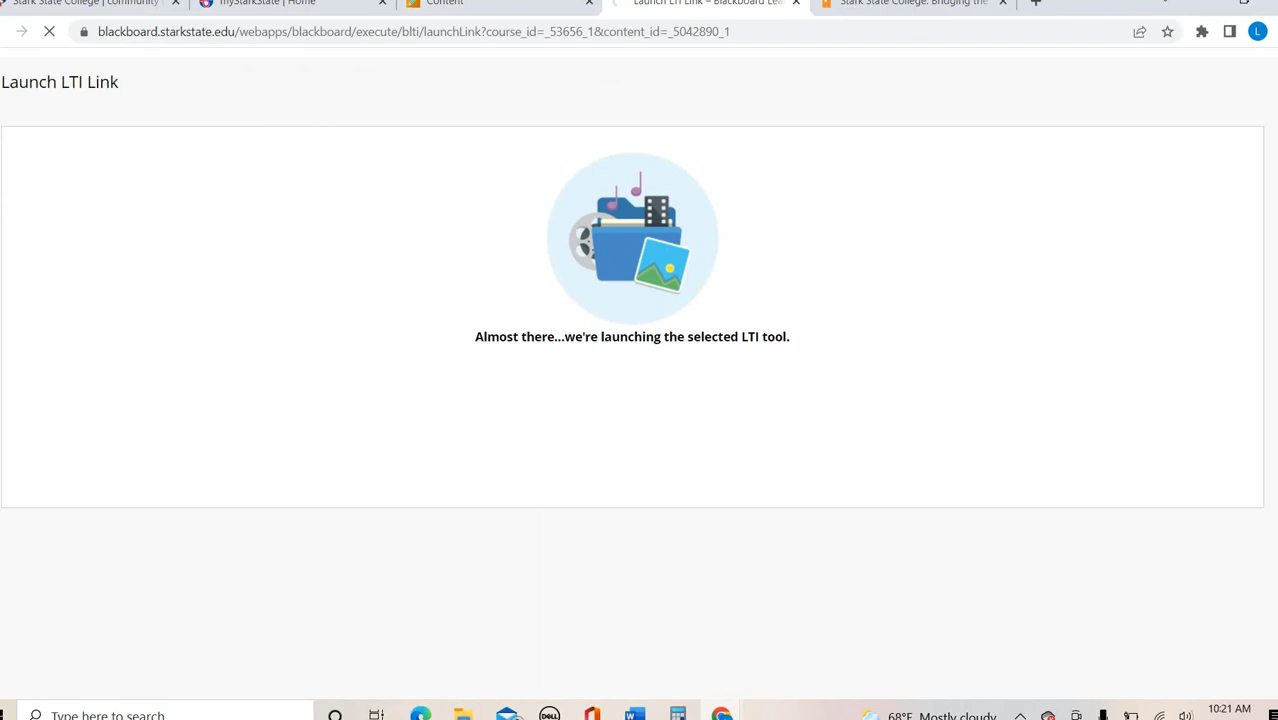 Stark State College | community
myStarkState | Home
Content
Launch LTI Link – Blackboard Lea
Stark State College: Bridging the
blackboard.starkstate.edu/webapps/blackboard/execute/blti/launchLink?course_id=_53656_1&content_id=_5042890_1
L
Launch LTI Link
Almost there...we're launching the selected LTI tool.
Type here to search
DELL
W
68°F Mostly cloudy
10:21 AM